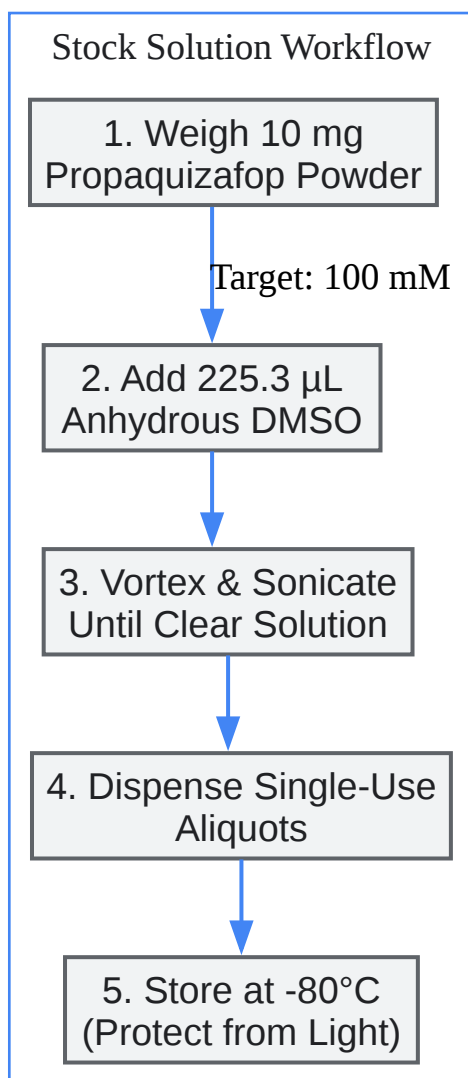 Stock Solution Workflow
1. Weigh 10 mg
Propaquizafop Powder
Target: 100 mM
2. Add 225.3 µL
Anhydrous DMSO
3. Vortex & Sonicate
Until Clear Solution
4. Dispense Single-Use
Aliquots
5. Store at -80°C
(Protect from Light)